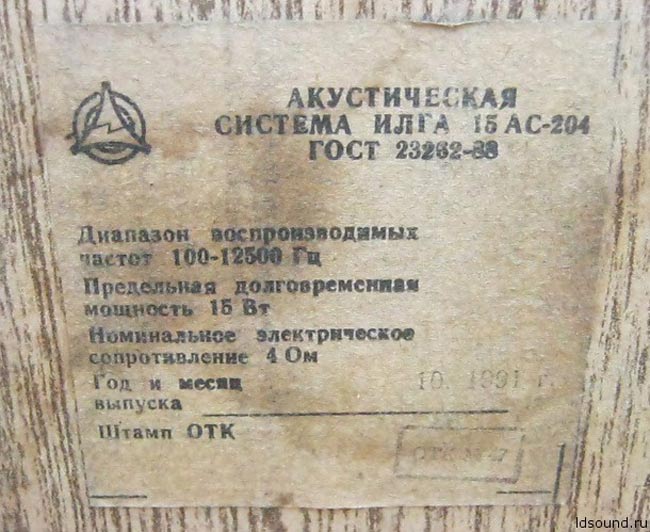 АКУСТИЧЕСКАЯ
СИСТЕМА ИЛГА 15 АС-204
ГОСТ 23262-88
Диапазон воспроизводимых
частот 100-12500 Гц
Предельная долговременная
мощность 15 Вт
Номинальное электрическое
сопротивление 4 Ом
Год и месяц 10. 1991 г.
выпуска
Штамп ОТК
ОТК
ldsound.ru